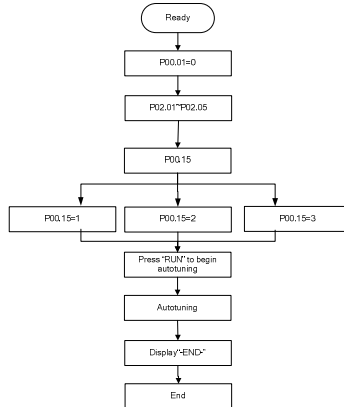 Ready
P00.01=0
P02.01~P02.05
P00.15
P00.15=1
P00.15=2
P00.15=3
Press "RUN" to begin
autotuning
Autotuning
Display"-END-"
End